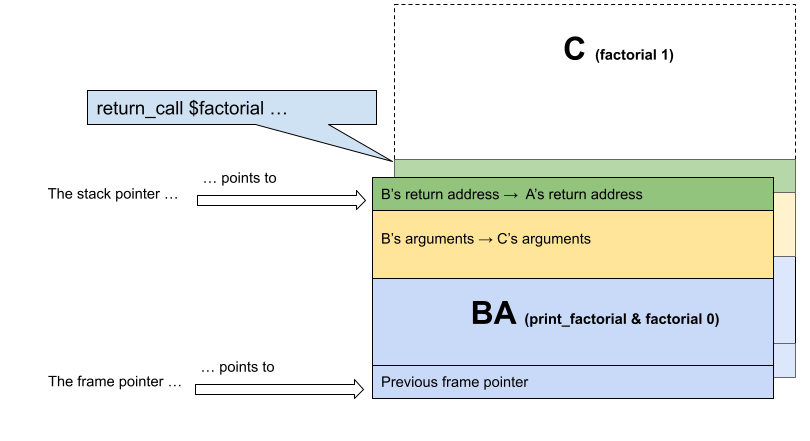 C (factorial 1)
return_call $factorial …
… points to
The stack pointer …
B's return address → A's return address
B's arguments → C's arguments
BA (print_factorial & factorial 0)
… points to
The frame pointer …
Previous frame pointer